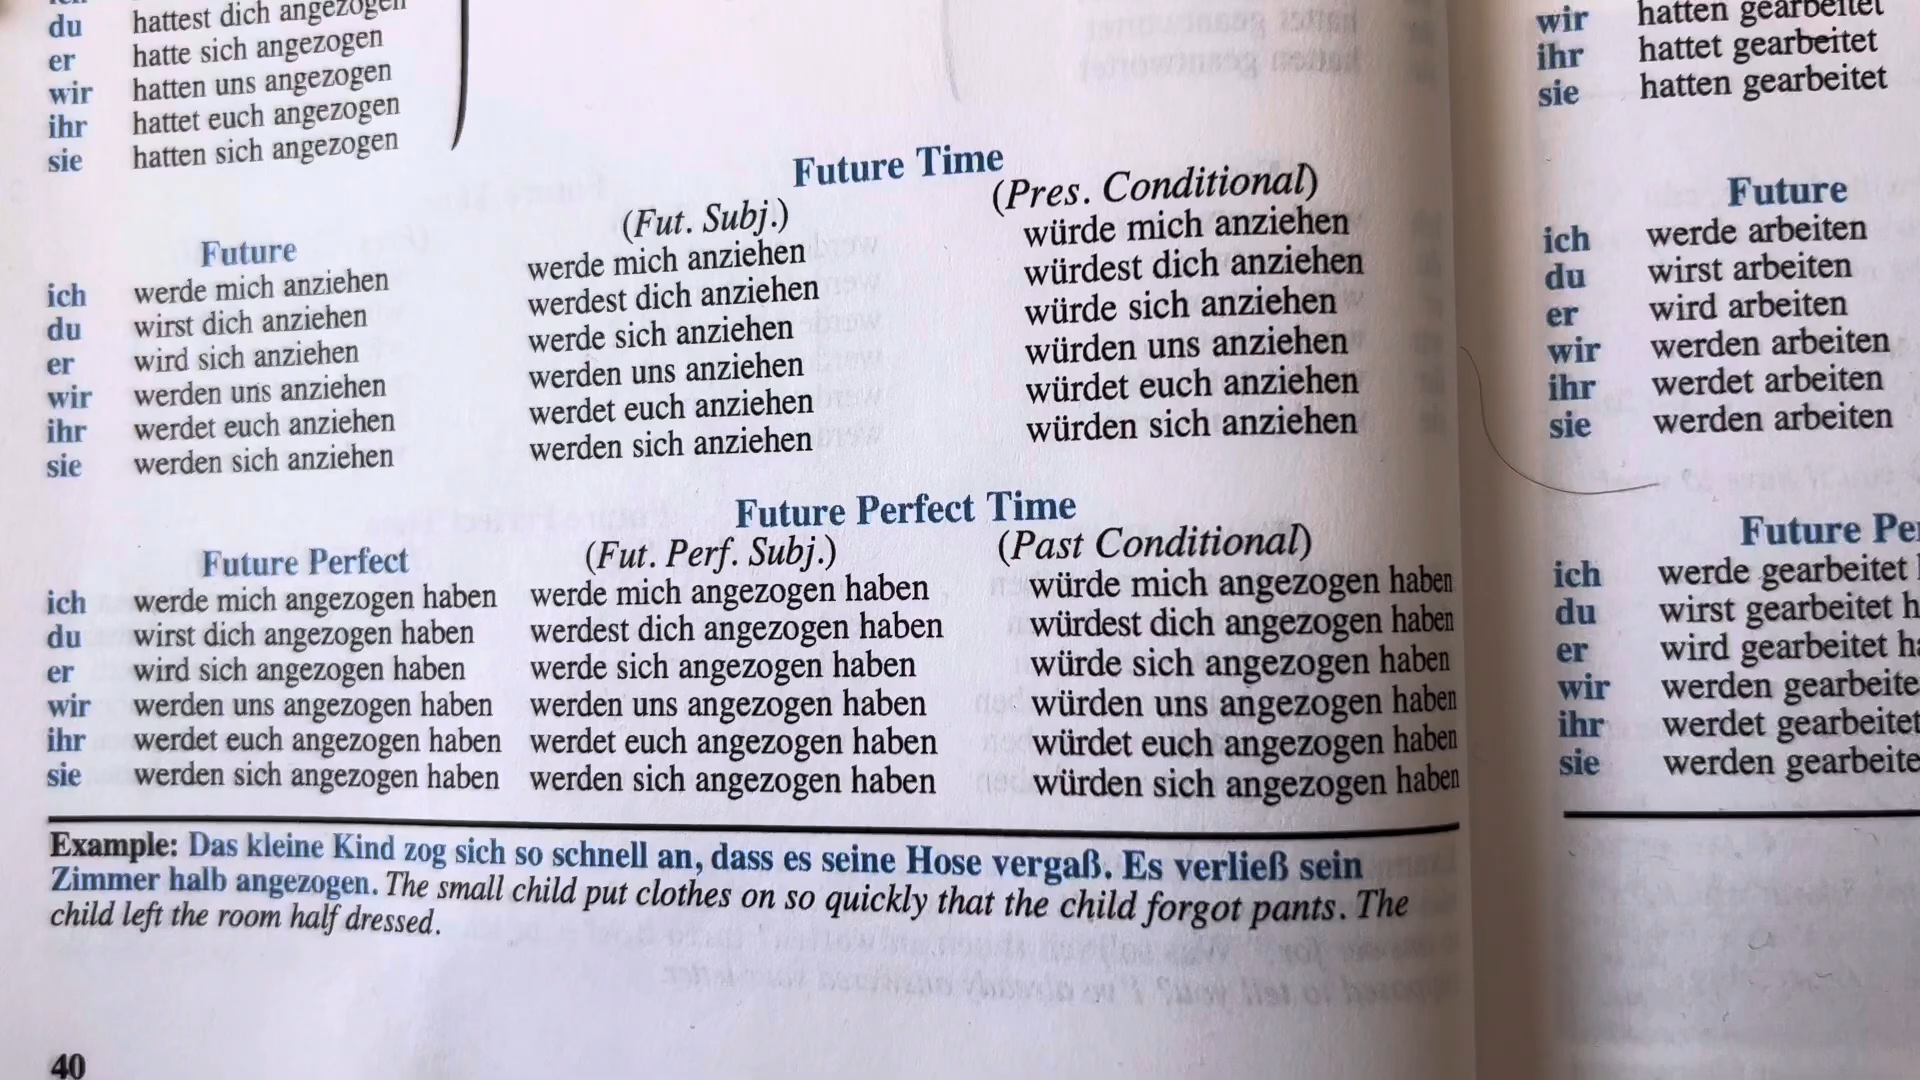 du hattest dich angezogen
er hatte sich angezogen
wir hatten uns angezogen
ihr hattet euch angezogen
sie hatten sich angezogen
Future Time
Future (Fut. Subj.) (Pres. Conditional)
ich werde mich anziehen werde mich anziehen würde mich anziehen
du wirst dich anziehen werdest dich anziehen würdest dich anziehen
er wird sich anziehen werde sich anziehen würde sich anziehen
wir werden uns anziehen werden uns anziehen würden uns anziehen
ihr werdet euch anziehen werdet euch anziehen würdet euch anziehen
sie werden sich anziehen werden sich anziehen würden sich anziehen
Future Perfect Time
Future Perfect (Fut. Perf. Subj.) (Past Conditional)
ich werde mich angezogen haben werde mich angezogen haben würde mich angezogen haben
du wirst dich angezogen haben werdest dich angezogen haben würdest dich angezogen haben
er wird sich angezogen haben werde sich angezogen haben würde sich angezogen haben
wir werden uns angezogen haben werden uns angezogen haben würden uns angezogen haben
ihr werdet euch angezogen haben werdet euch angezogen haben würdet euch angezogen haben
sie werden sich angezogen haben werden sich angezogen haben würden sich angezogen haben
Example: Das kleine Kind zog sich so schnell an, dass es seine Hose vergaß. Es verließ sein
Zimmer halb angezogen. The small child put clothes on so quickly that the child forgot pants. The
child left the room half dressed.
40
wir hatten gearbeitet
ihr hattet gearbeitet
sie hatten gearbeitet
Future
ich werde arbeiten
du wirst arbeiten
er wird arbeiten
wir werden arbeiten
ihr werdet arbeiten
sie werden arbeiten
Future Pe
ich werde gearbeitet
du wirst gearbeitet h
er wird gearbeitet ha
wir werden gearbeite
ihr werdet gearbeitet
sie werden gearbeite